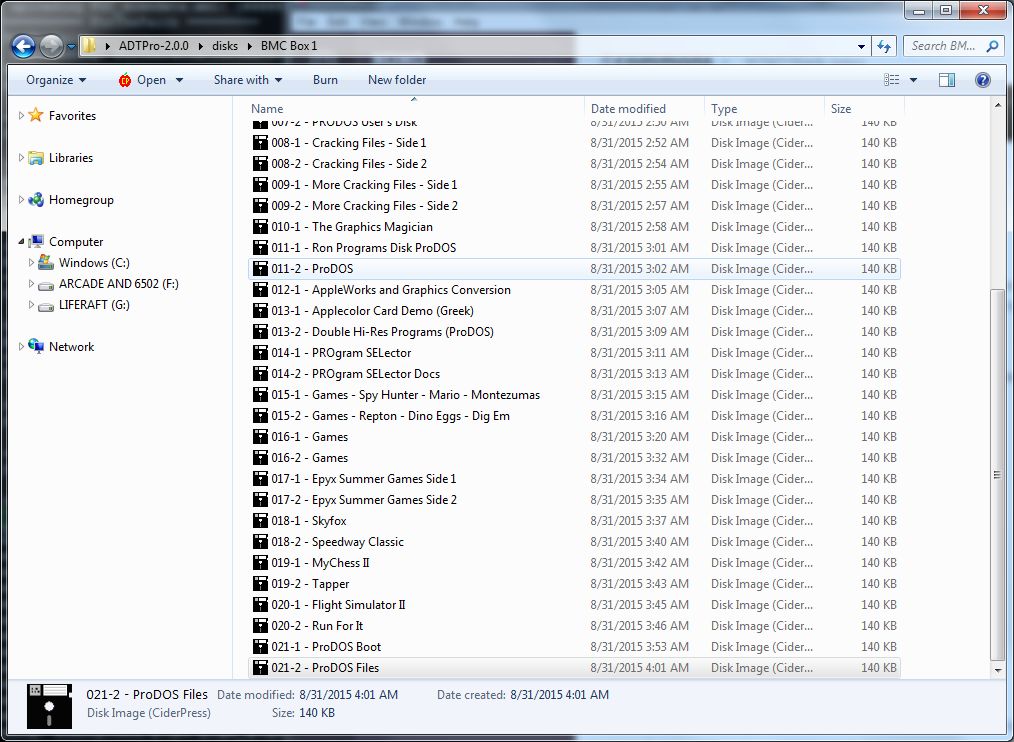 ADTPro-2.0.0 disks BMC Box1
Search BM...
Organize Open Share with Burn New folder
Name Date modified Type Size
Favorites
Libraries
Homegroup
Computer
Windows (C:)
ARCADE AND 6502 (F:)
LIFERAFT (G:)
Network
007-2 - PRODOS User's Disk 8/31/2015 2:50 AM Disk Image (Cider... 140 KB
008-1 - Cracking Files - Side 1 8/31/2015 2:52 AM Disk Image (Cider... 140 KB
008-2 - Cracking Files - Side 2 8/31/2015 2:54 AM Disk Image (Cider... 140 KB
009-1 - More Cracking Files - Side 1 8/31/2015 2:55 AM Disk Image (Cider... 140 KB
009-2 - More Cracking Files - Side 2 8/31/2015 2:57 AM Disk Image (Cider... 140 KB
010-1 - The Graphics Magician 8/31/2015 2:58 AM Disk Image (Cider... 140 KB
011-1 - Ron Programs Disk ProDOS 8/31/2015 3:01 AM Disk Image (Cider... 140 KB
011-2 - ProDOS 8/31/2015 3:02 AM Disk Image (Cider... 140 KB
012-1 - AppleWorks and Graphics Conversion 8/31/2015 3:05 AM Disk Image (Cider... 140 KB
013-1 - Applecolor Card Demo (Greek) 8/31/2015 3:07 AM Disk Image (Cider... 140 KB
013-2 - Double Hi-Res Programs (ProDOS) 8/31/2015 3:09 AM Disk Image (Cider... 140 KB
014-1 - PROgram SELector 8/31/2015 3:11 AM Disk Image (Cider... 140 KB
014-2 - PROgram SELector Docs 8/31/2015 3:13 AM Disk Image (Cider... 140 KB
015-1 - Games - Spy Hunter - Mario - Montezumas 8/31/2015 3:15 AM Disk Image (Cider... 140 KB
015-2 - Games - Repton - Dino Eggs - Dig Em 8/31/2015 3:16 AM Disk Image (Cider... 140 KB
016-1 - Games 8/31/2015 3:20 AM Disk Image (Cider... 140 KB
016-2 - Games 8/31/2015 3:32 AM Disk Image (Cider... 140 KB
017-1 - Epyx Summer Games Side 1 8/31/2015 3:34 AM Disk Image (Cider... 140 KB
017-2 - Epyx Summer Games Side 2 8/31/2015 3:35 AM Disk Image (Cider... 140 KB
018-1 - Skyfox 8/31/2015 3:37 AM Disk Image (Cider... 140 KB
018-2 - Speedway Classic 8/31/2015 3:40 AM Disk Image (Cider... 140 KB
019-1 - MyChess II 8/31/2015 3:42 AM Disk Image (Cider... 140 KB
019-2 - Tapper 8/31/2015 3:43 AM Disk Image (Cider... 140 KB
020-1 - Flight Simulator II 8/31/2015 3:45 AM Disk Image (Cider... 140 KB
020-2 - Run For It 8/31/2015 3:46 AM Disk Image (Cider... 140 KB
021-1 - ProDOS Boot 8/31/2015 3:53 AM Disk Image (Cider... 140 KB
021-2 - ProDOS Files 8/31/2015 4:01 AM Disk Image (Cider... 140 KB
021-2 - ProDOS Files Date modified: 8/31/2015 4:01 AM Date created: 8/31/2015 4:01 AM
Disk Image (CiderPress) Size: 140 KB